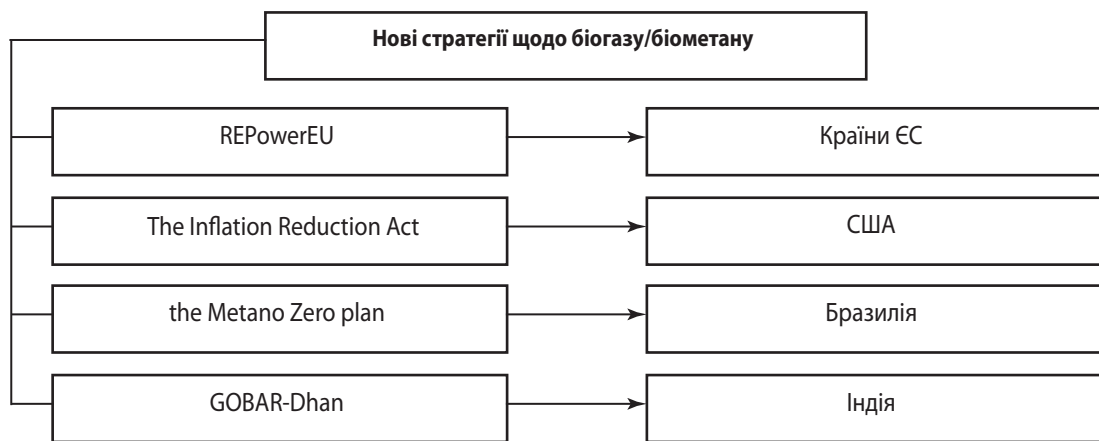 Нові стратегії щодо біогазу/біометану
REPowerEU
Країни ЄС
The Inflation Reduction Act
США
the Metano Zero plan
Бразилія
GOBAR-Dhan
Індія